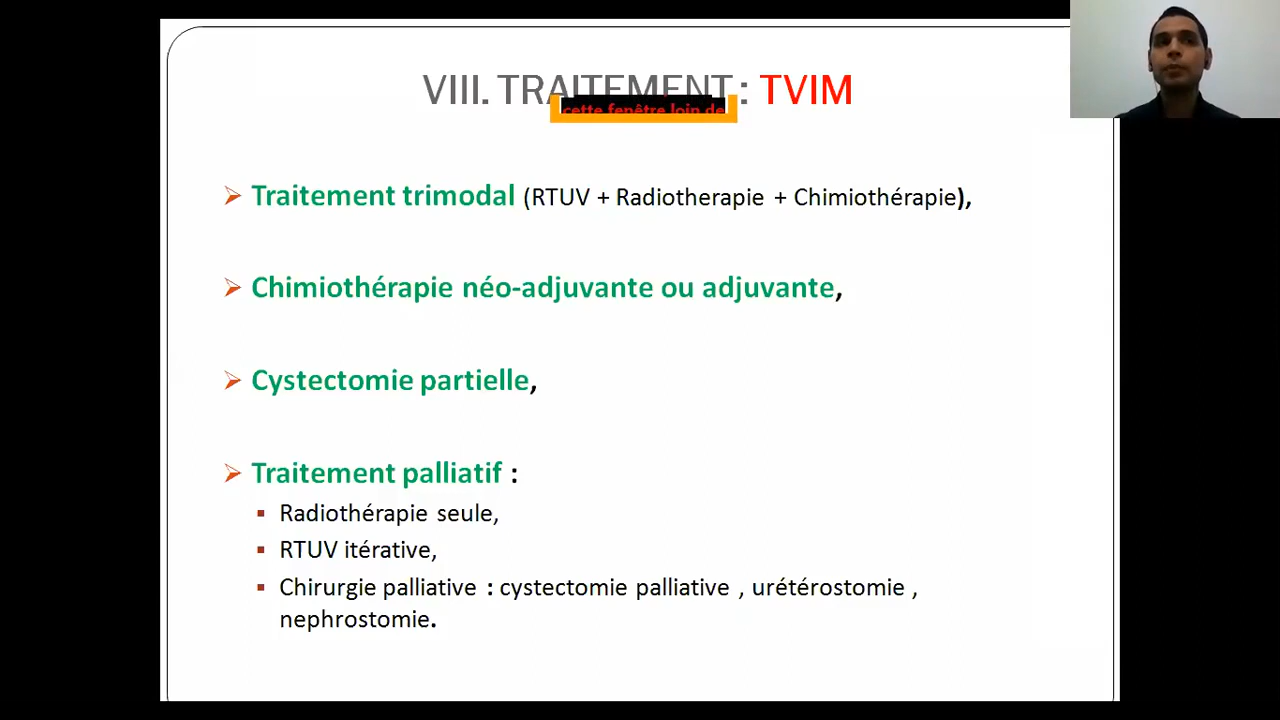 VIII. TRAITEMENT : TVIM
cette fenêtre loin de
➢ Traitement trimodal (RTUV + Radiotherapie + Chimiothérapie),
➢ Chimiothérapie néo-adjuvante ou adjuvante,
➢ Cystectomie partielle,
➢ Traitement palliatif :
▪ Radiothérapie seule,
▪ RTUV itérative,
▪ Chirurgie palliative : cystectomie palliative , urétérostomie ,
nephrostomie.